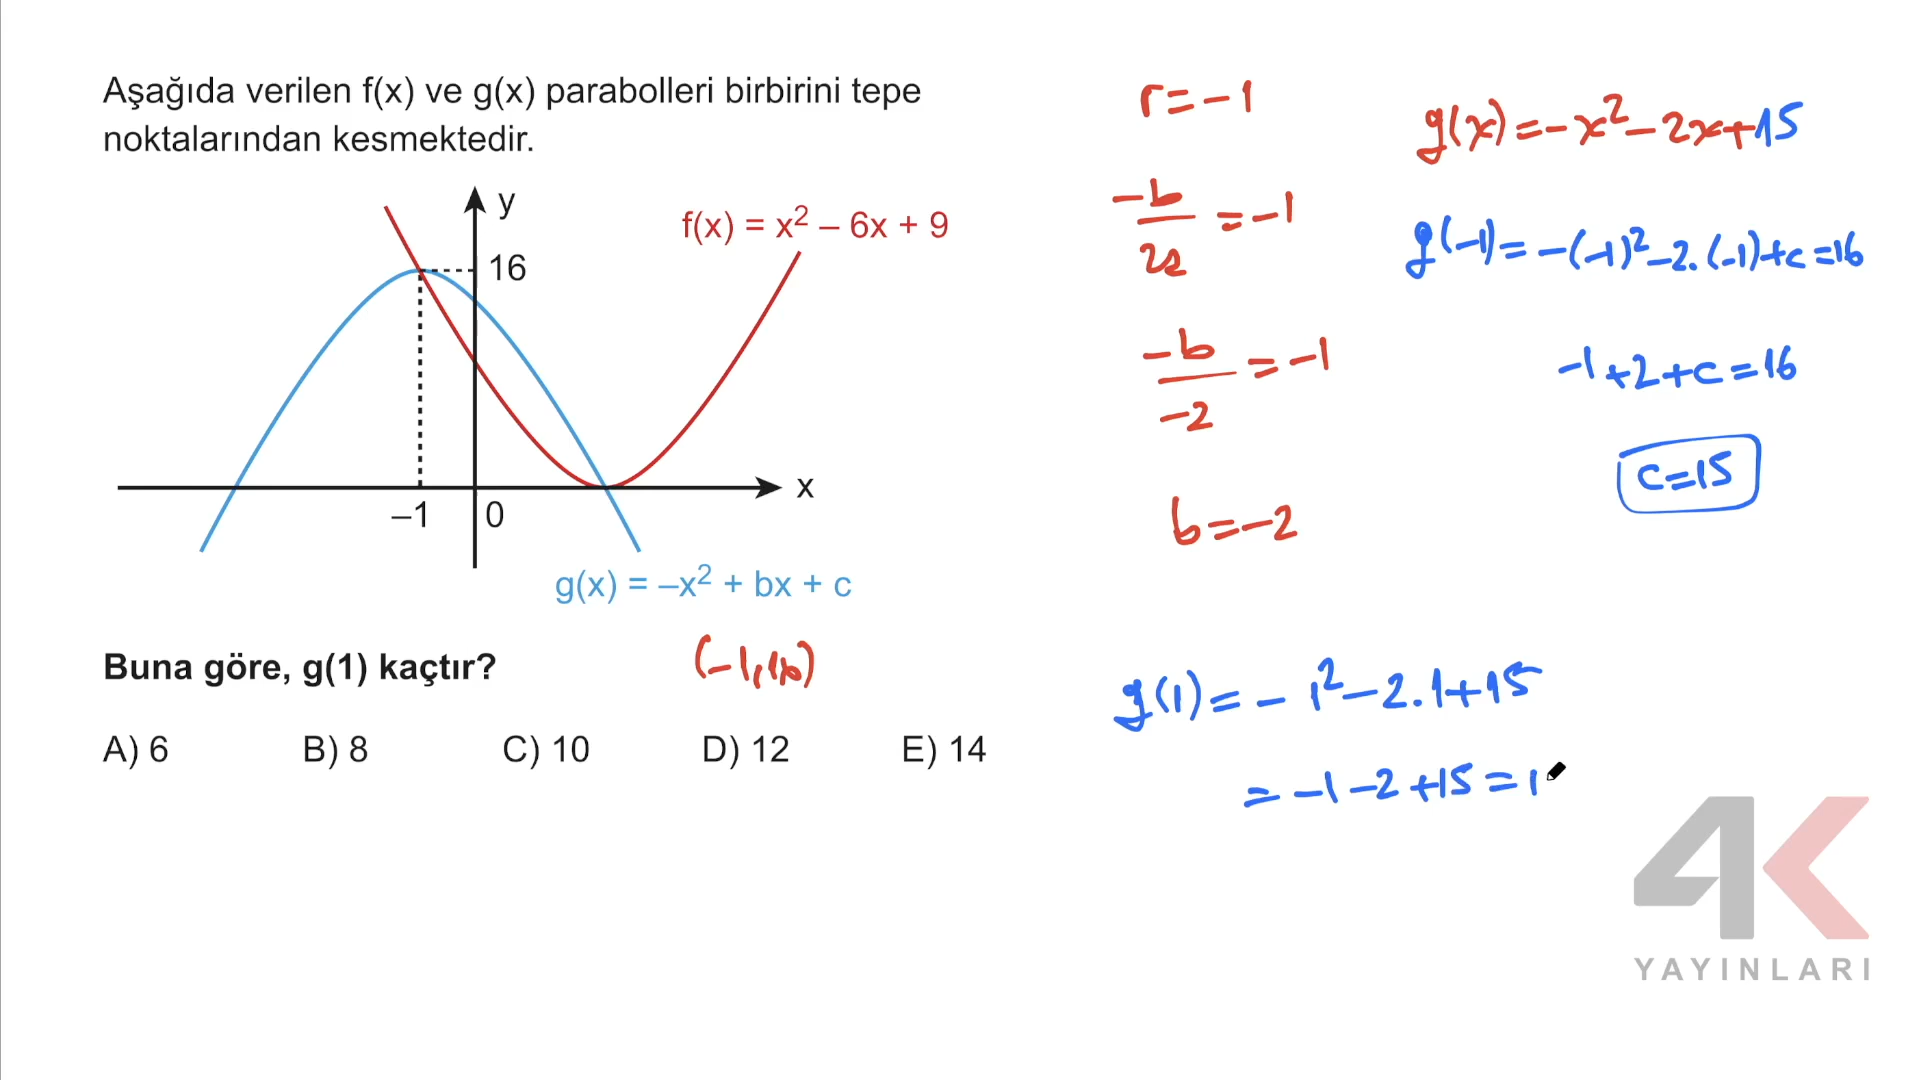 Aşağıda verilen f(x) ve g(x) parabolleri birbirini tepe
noktalarından kesmektedir.
y
f(x) = x² – 6x + 9
16
x
–1
0
g(x) = –x² + bx + c
Buna göre, g(1) kaçtır?
(-1,16)
A) 6 B) 8 C) 10 D) 12 E) 14
r=-1
-b/2a = -1
-b/-2 = -1
b=-2
g(x)=-x²-2x+15
g(-1)=-(-1)²-2.(-1)+c=16
-1+2+c=16
c=15
g(1)=-1²-2.1+15
=-1-2+15=1
4K
YAYINLARI